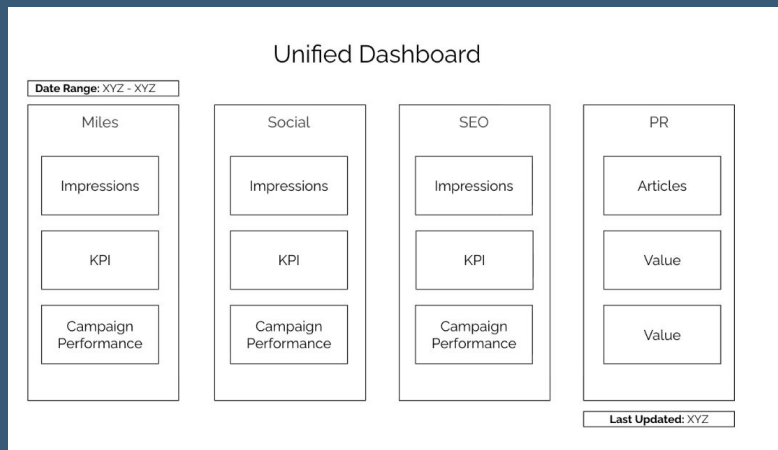 Unified Dashboard
Date Range: XYZ - XYZ
Miles
Impressions
KPI
Campaign
Performance
Social
Impressions
KPI
Campaign
Performance
SEO
Impressions
KPI
Campaign
Performance
PR
Articles
Value
Value
Last Updated: XYZ